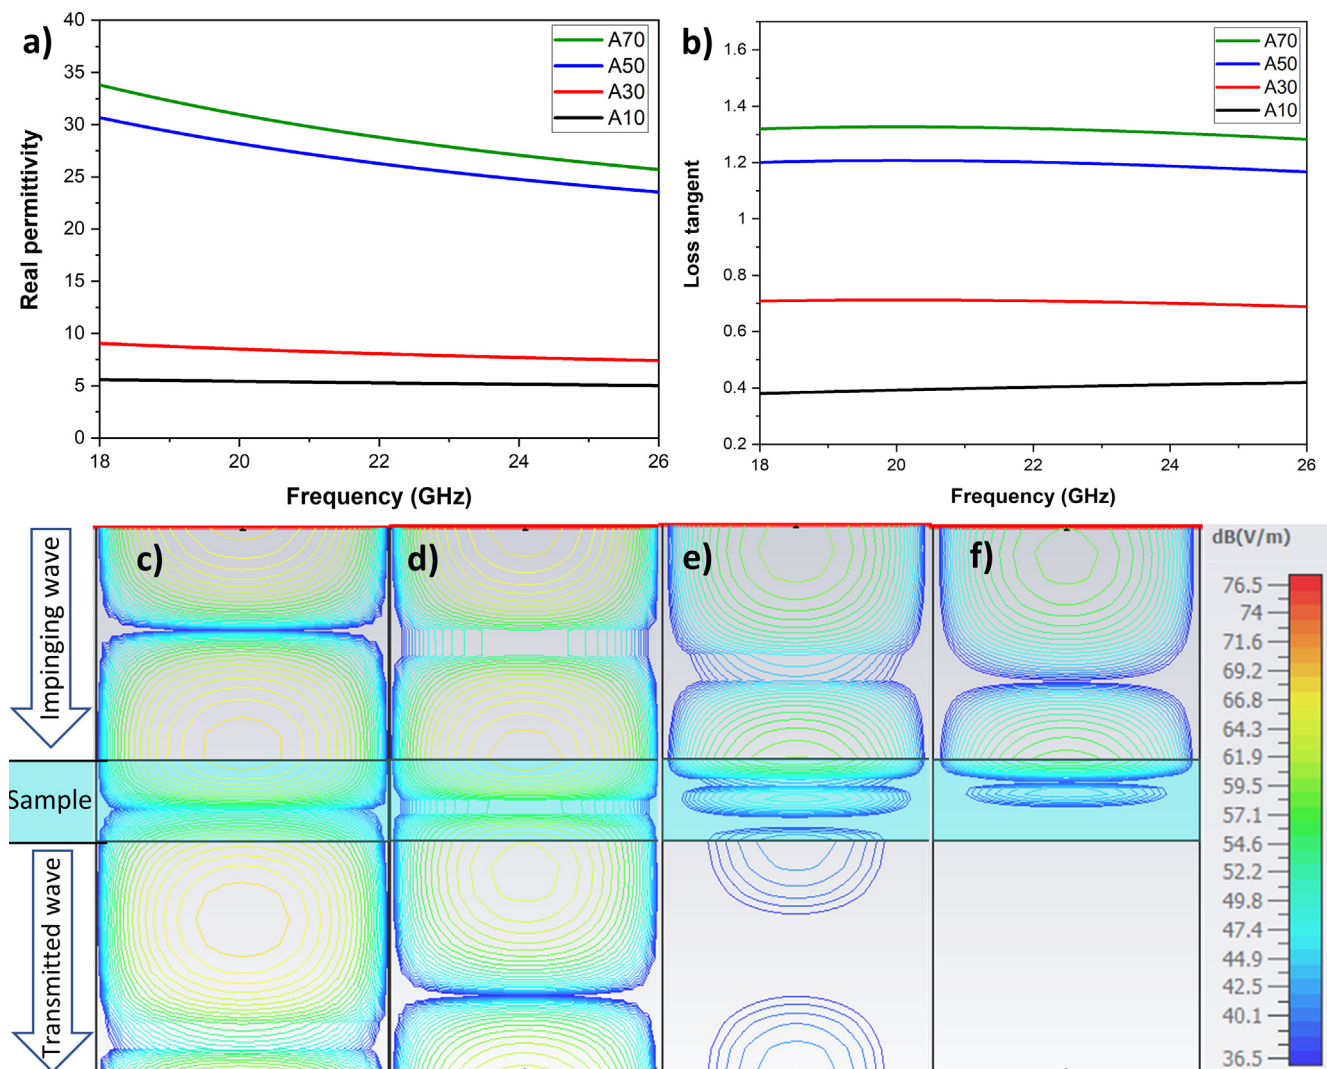 a)
40
35
30
25
20
15
10
5
0
Real permittivity
A70
A50
A30
A10
18
20
22
24
26
Frequency (GHz)
b)
1.6
1.4
1.2
1
0.8
0.6
0.4
0.2
Loss tangent
A70
A50
A30
A10
18
20
22
24
26
Frequency (GHz)
Impinging wave
Sample
Transmitted wave
c)
d)
e)
f)
dB(V/m)
76.5
74
71.6
69.2
66.8
64.3
61.9
59.5
57.1
54.6
52.2
49.8
47.4
44.9
42.5
40.1
36.5